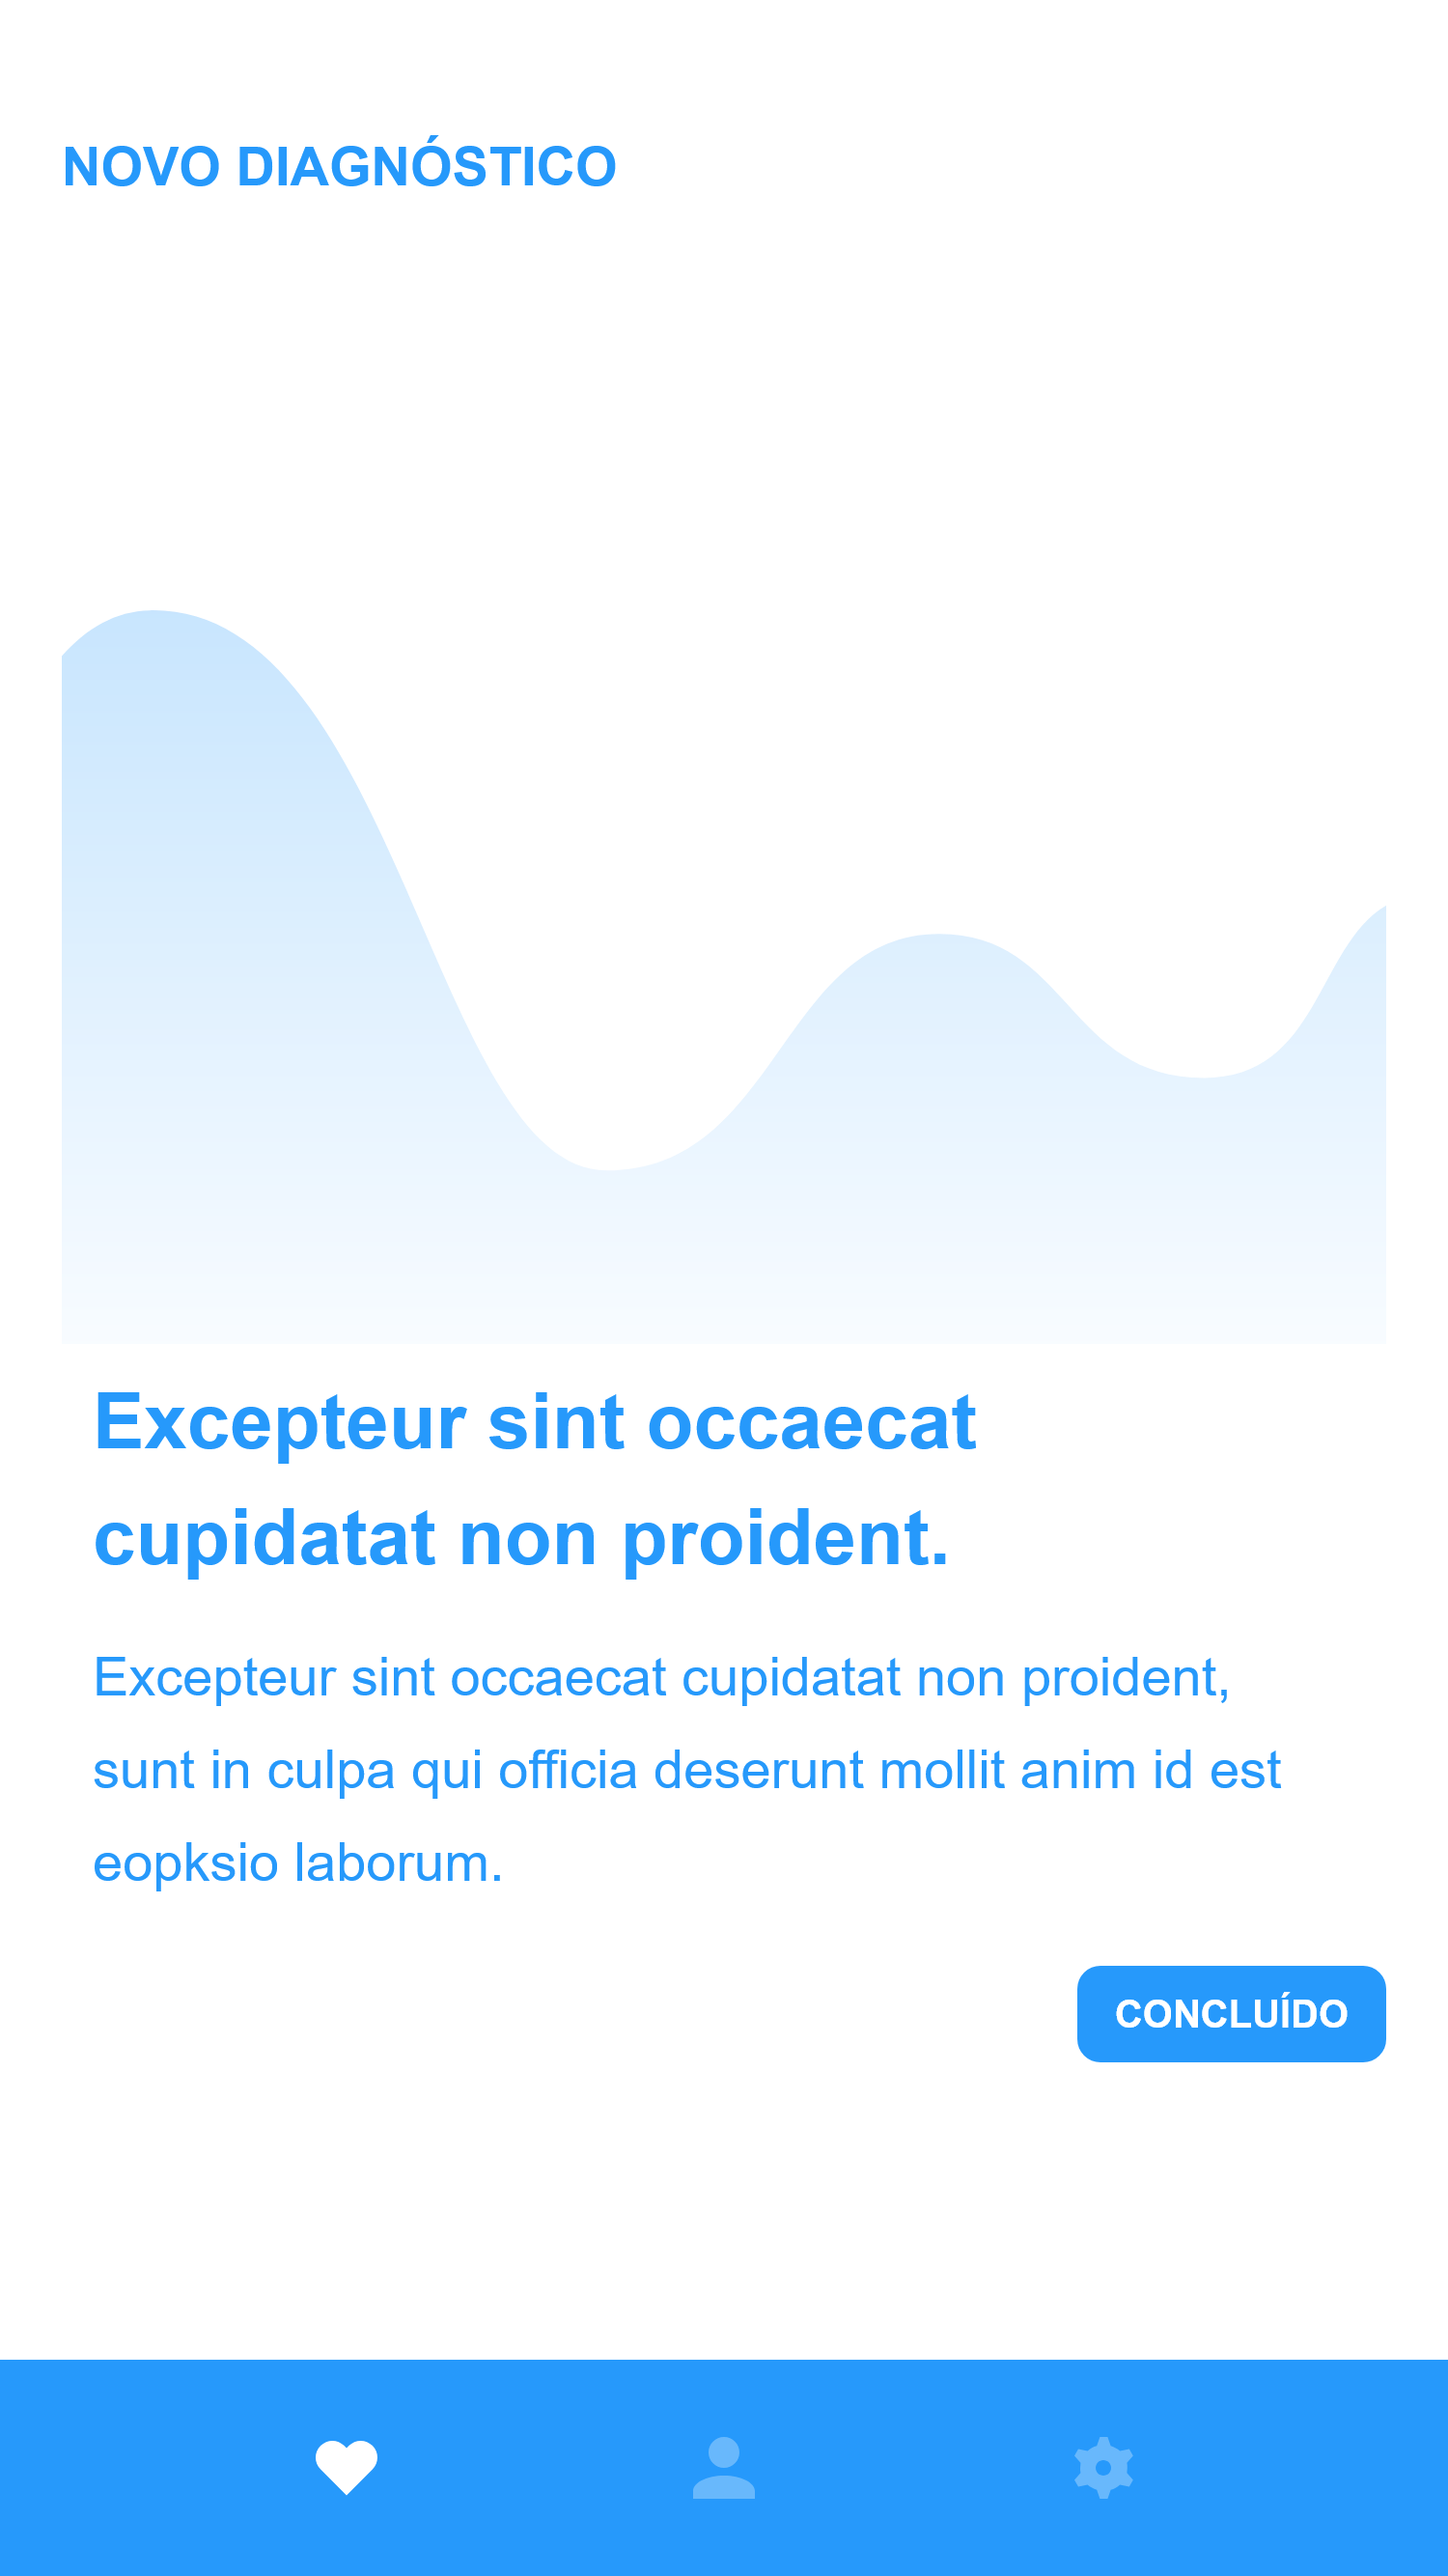 NOVO DIAGNÓSTICO
Excepteur sint occaecat
cupidatat non proident.
Excepteur sint occaecat cupidatat non proident,
sunt in culpa qui officia deserunt mollit anim id est
eopksio laborum.
CONCLUÍDO